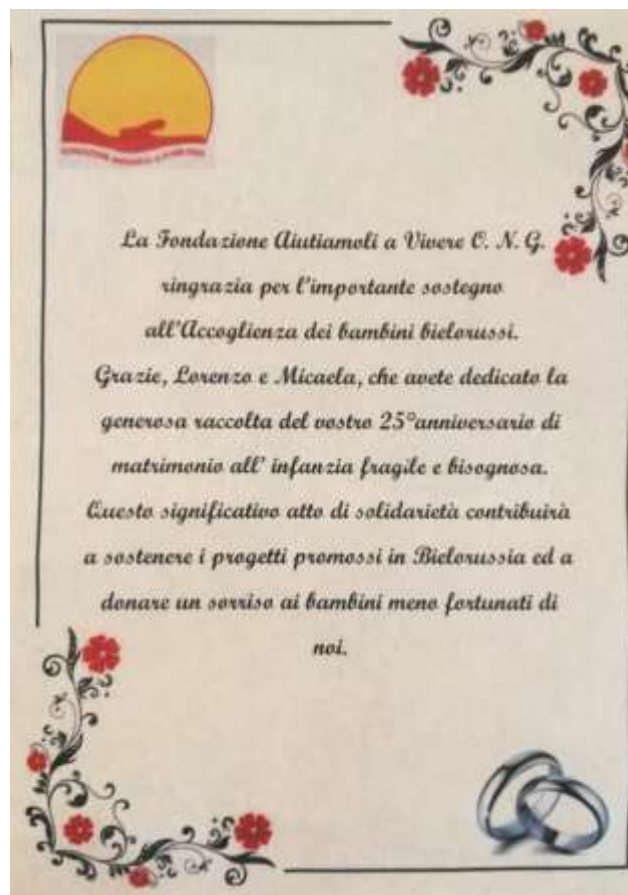 La Fondazione Aiutiamoli a Vivere O. N. G.
ringrazia per l'importante sostegno
all'Accoglienza dei bambini bielorussi.
Grazie, Lorenzo e Micaela, che avete dedicato la
generosa raccolta del vostro 25°anniversario di
matrimonio all' infanzia fragile e bisognosa.
Questo significativo atto di solidarietà contribuirà
a sostenere i progetti promossi in Bielorussia ed a
donare un sorriso ai bambini meno fortunati di
noi.